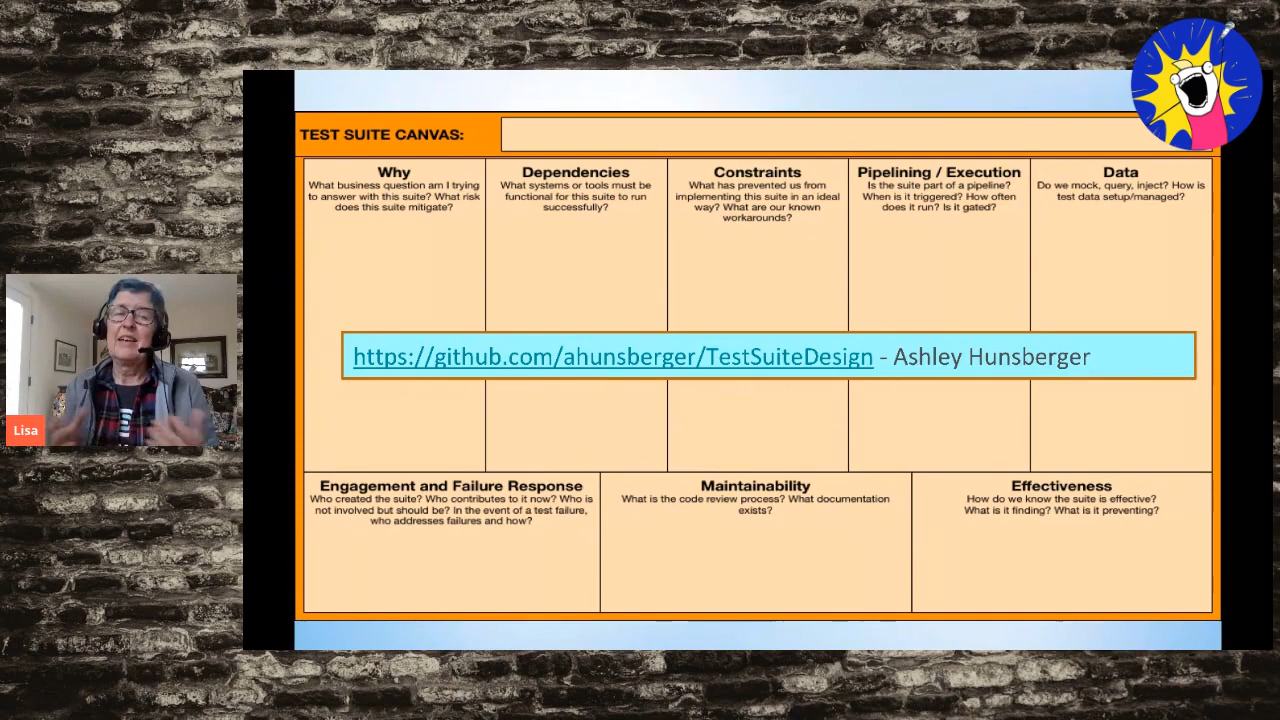 TEST SUITE CANVAS:
Why
What business question am I trying
to answer with this suite? What risk
does this suite mitigate?
Dependencies
What systems or tools must be
functional for this suite to run
successfully?
Constraints
What has prevented us from
implementing this suite in an ideal
way? What are our known
workarounds?
Pipelining / Execution
Is the suite part of a pipeline?
When is it triggered? How often
does it run? Is it gated?
Data
Do we mock, query, inject? How is
test data setup/managed?
https://github.com/ahunsberger/TestSuiteDesign - Ashley Hunsberger
Lisa
Engagement and Failure Response
Who created the suite? Who contributes to it now? Who is
not involved but should be? In the event of a test failure,
who addresses failures and how?
Maintainability
What is the code review process? What documentation
exists?
Effectiveness
How do we know the suite is effective?
What is it finding? What is it preventing?